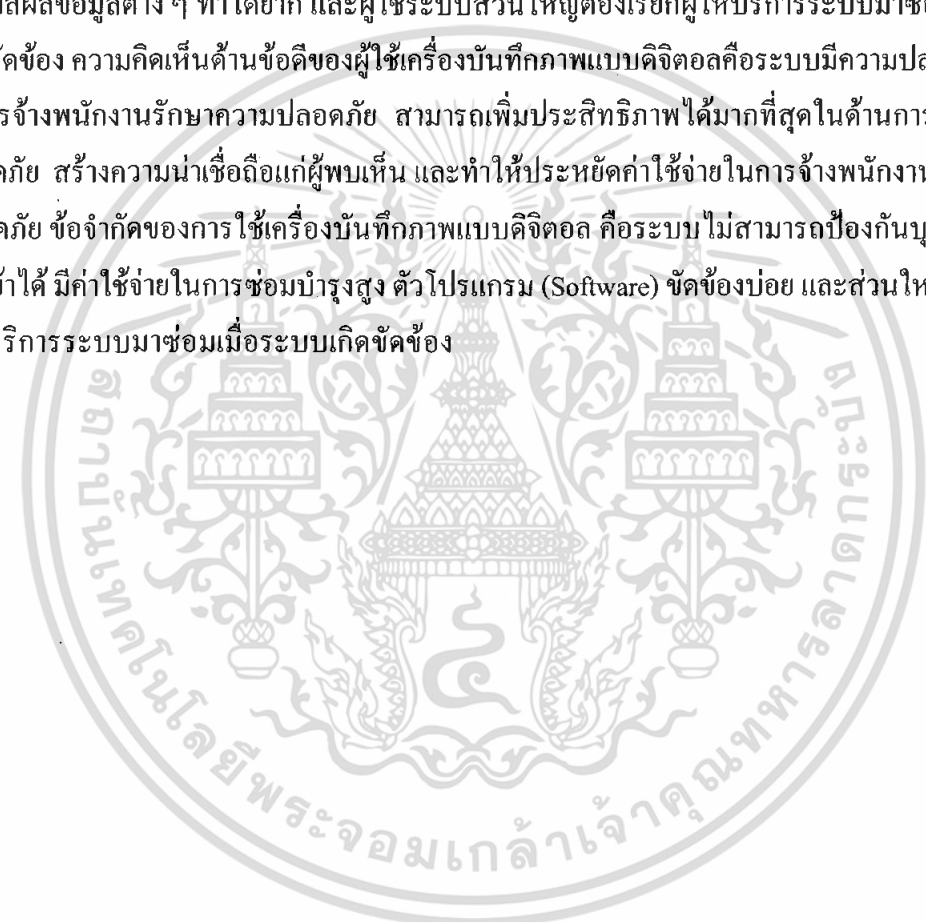 ข้อมูลต่าง ๆ ทำได้ยาก และผู้ใช้ระบบส่วนใหญ่ต้องเรียกผู้ให้บริการระบบมาซ่อ
ัดข้อง ความคิดเห็นด้านข้อดีของผู้ใช้เครื่องบันทึกภาพแบบดิจิตอลคือระบบมีความปล
รจ้างพนักงานรักษาความปลอดภัย สามารถเพิ่มประสิทธิภาพได้มากที่สุดในด้านการ
ดภัย สร้างความน่าเชื่อถือแก่ผู้พบเห็น และทำให้ประหยัดค่าใช้จ่ายในการจ้างพนักงาน
ดภัย ข้อจำกัดของการใช้เครื่องบันทึกภาพแบบดิจิตอล คือระบบไม่สามารถป้องกันบุ
ข้าได้ มีค่าใช้จ่ายในการซ่อมบำรุงสูง ตัวโปรแกรม (Software) ขัดข้องบ่อย และส่วนให
ริการระบบมาซ่อมเมื่อระบบเกิดขัดข้อง
สถาบันเทคโนโลยีพระจอมเกล้าเจ้าคุณทหารลาดกระบัง